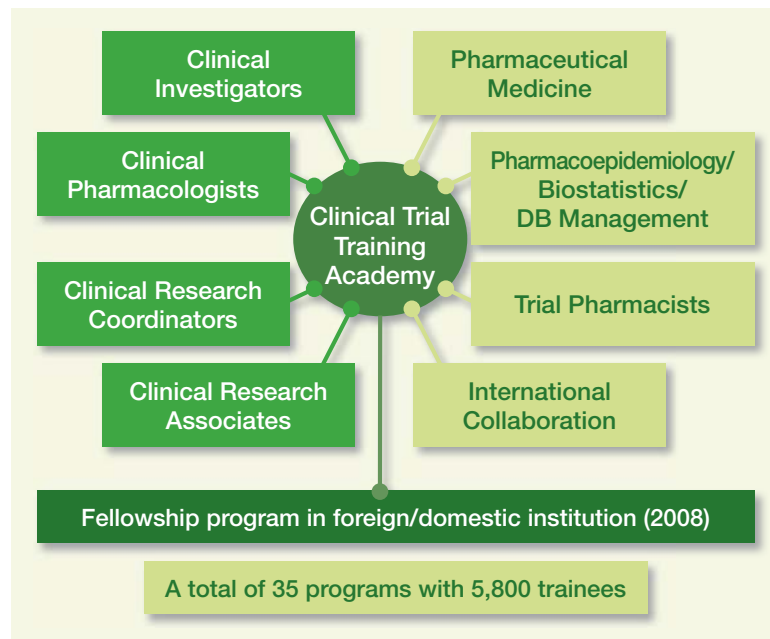 Clinical
Investigators
Pharmaceutical
Medicine
Clinical
Pharmacologists
Pharmacoepidemiology/
Biostatistics/
DB Management
Clinical Trial
Training
Academy
Clinical Research
Coordinators
Trial Pharmacists
Clinical Research
Associates
International
Collaboration
Fellowship program in foreign/domestic institution (2008)
A total of 35 programs with 5,800 trainees